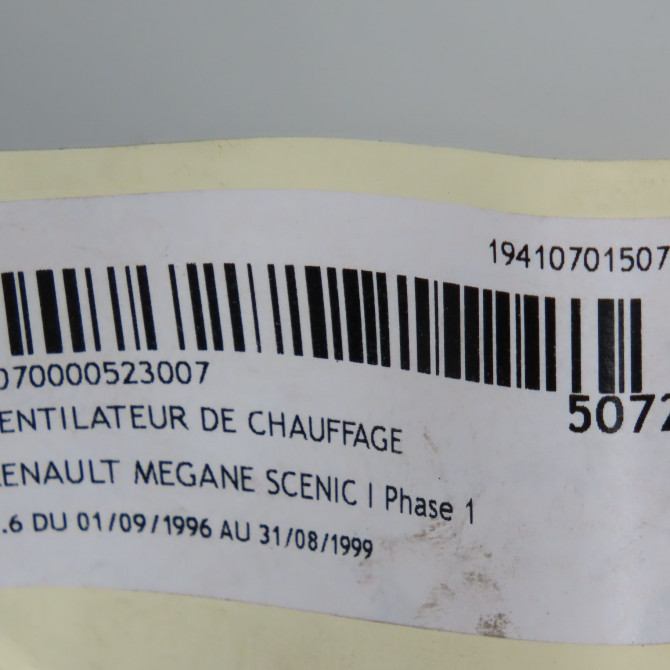 19410701507
070000523007
5072
ENTILATEUR DE CHAUFFAGE
ENAULT MEGANE SCENIC I Phase 1
.6 DU 01/09/1996 AU 31/08/1999